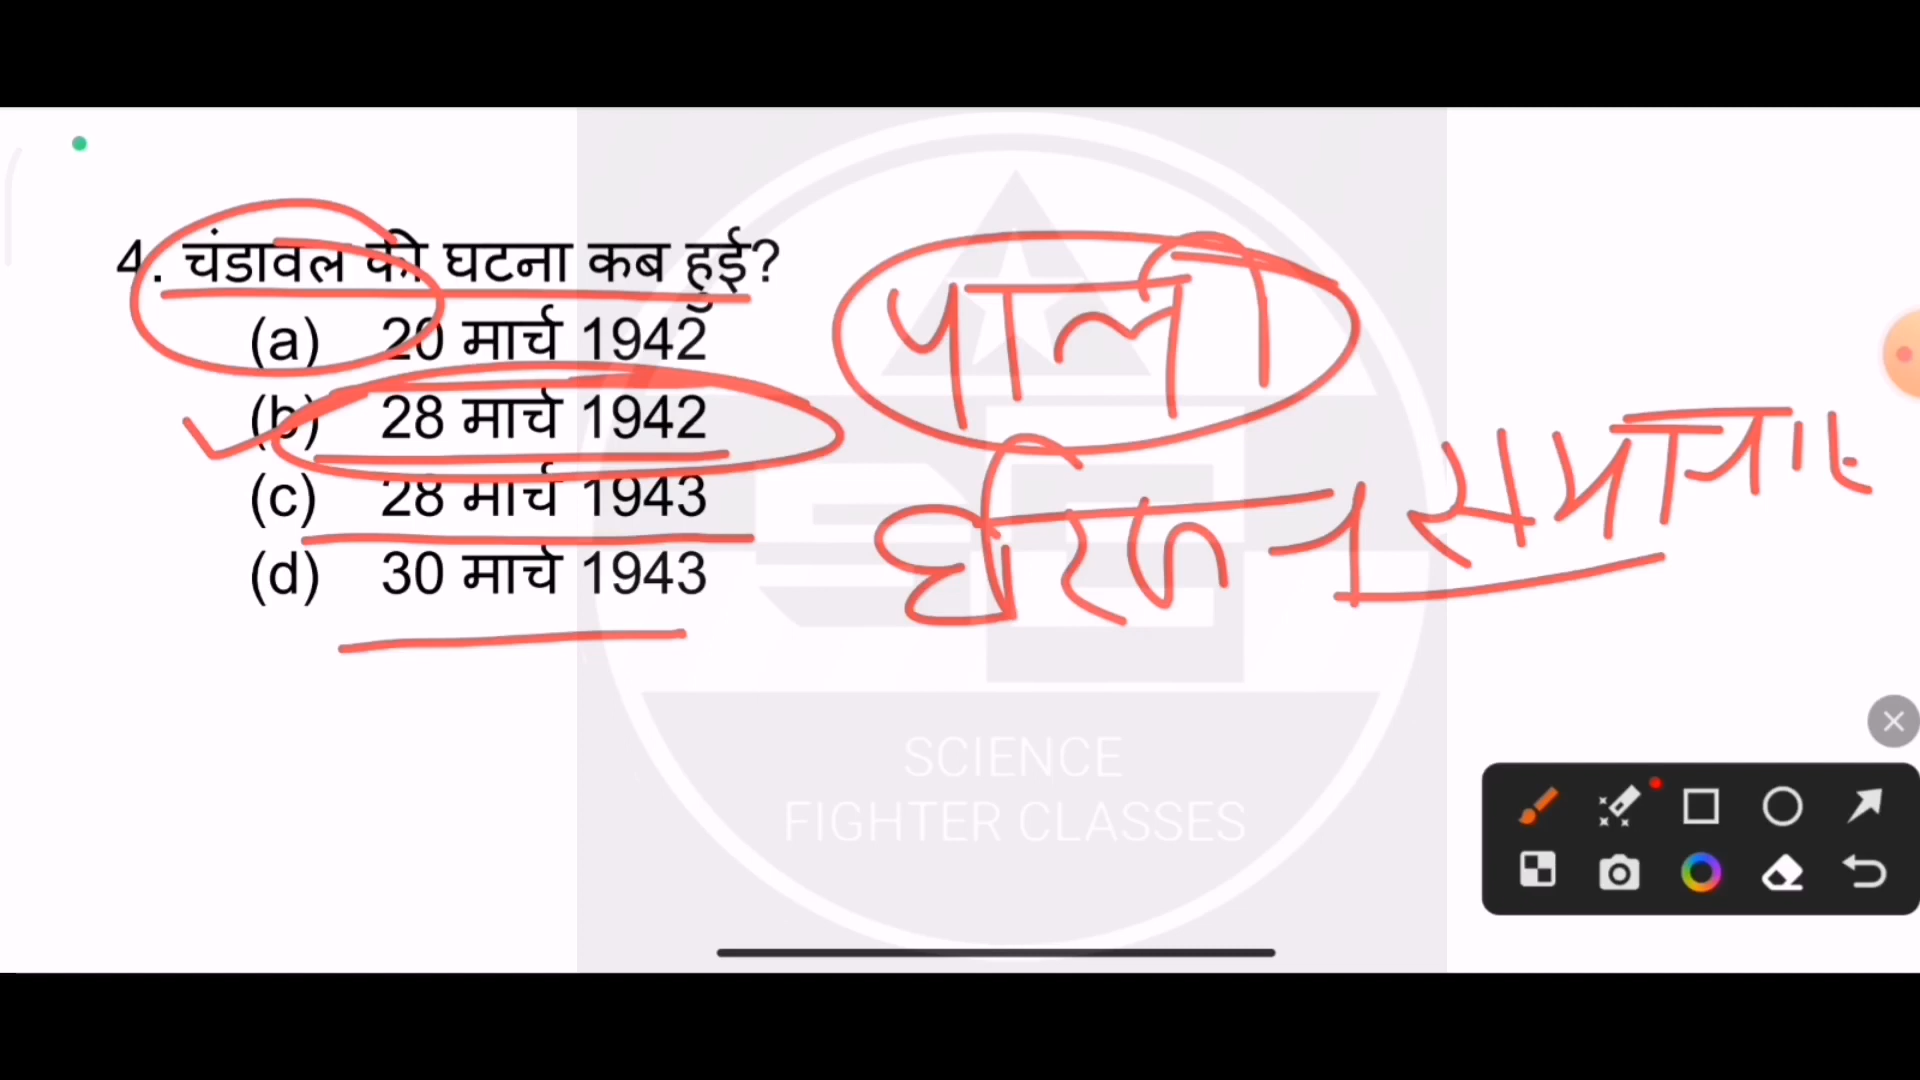 4. चंडावल की घटना कब हुई?
(a) 20 मार्च 1942
(b) 28 मार्च 1942
(c) 28 मार्च 1943
(d) 30 मार्च 1943
पाली
SCIENCE
FIGHTER CLASSES